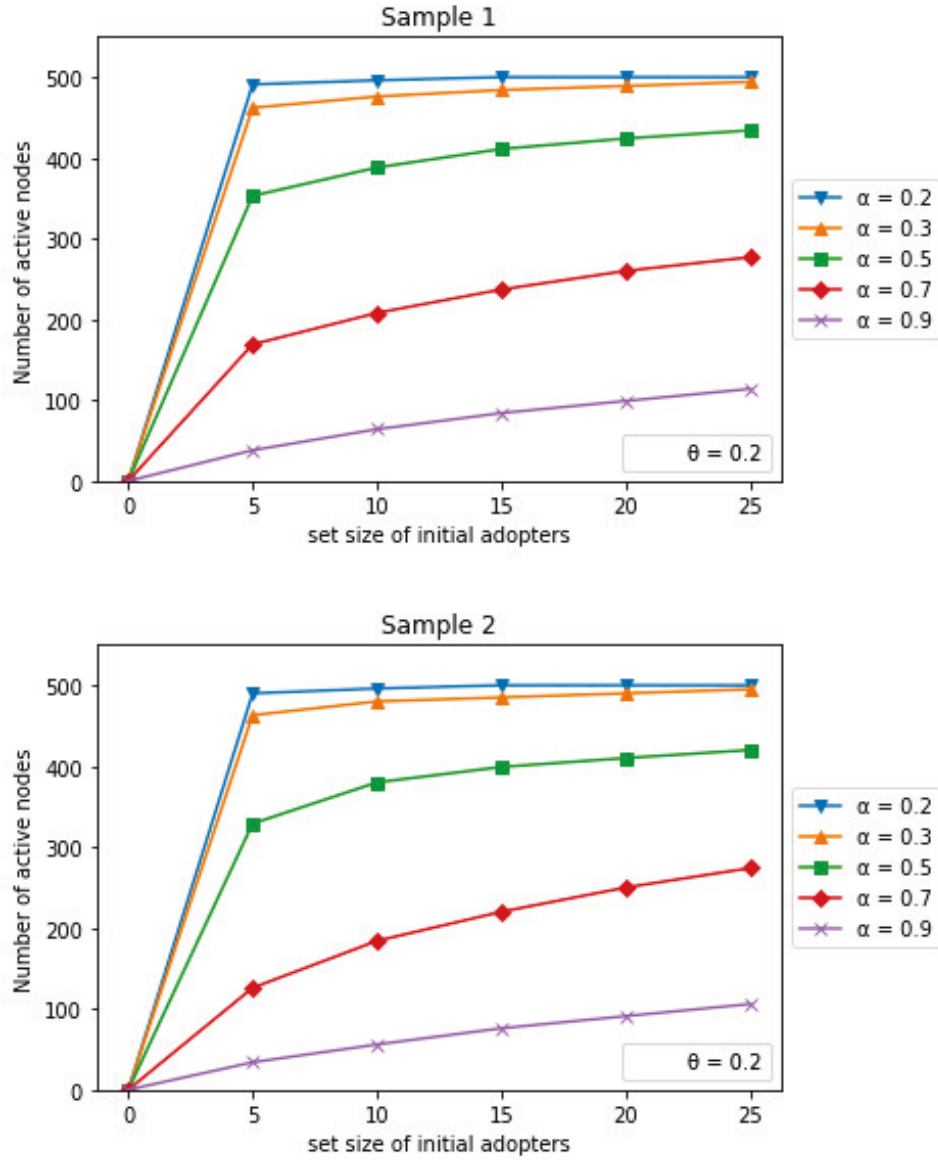 Sample 1
500
400
300
200
100
0
Number of active nodes
α = 0.2
α = 0.3
α = 0.5
α = 0.7
α = 0.9
θ = 0.2
0 5 10 15 20 25
set size of initial adopters
Sample 2
500
400
300
200
100
0
Number of active nodes
α = 0.2
α = 0.3
α = 0.5
α = 0.7
α = 0.9
θ = 0.2
0 5 10 15 20 25
set size of initial adopters